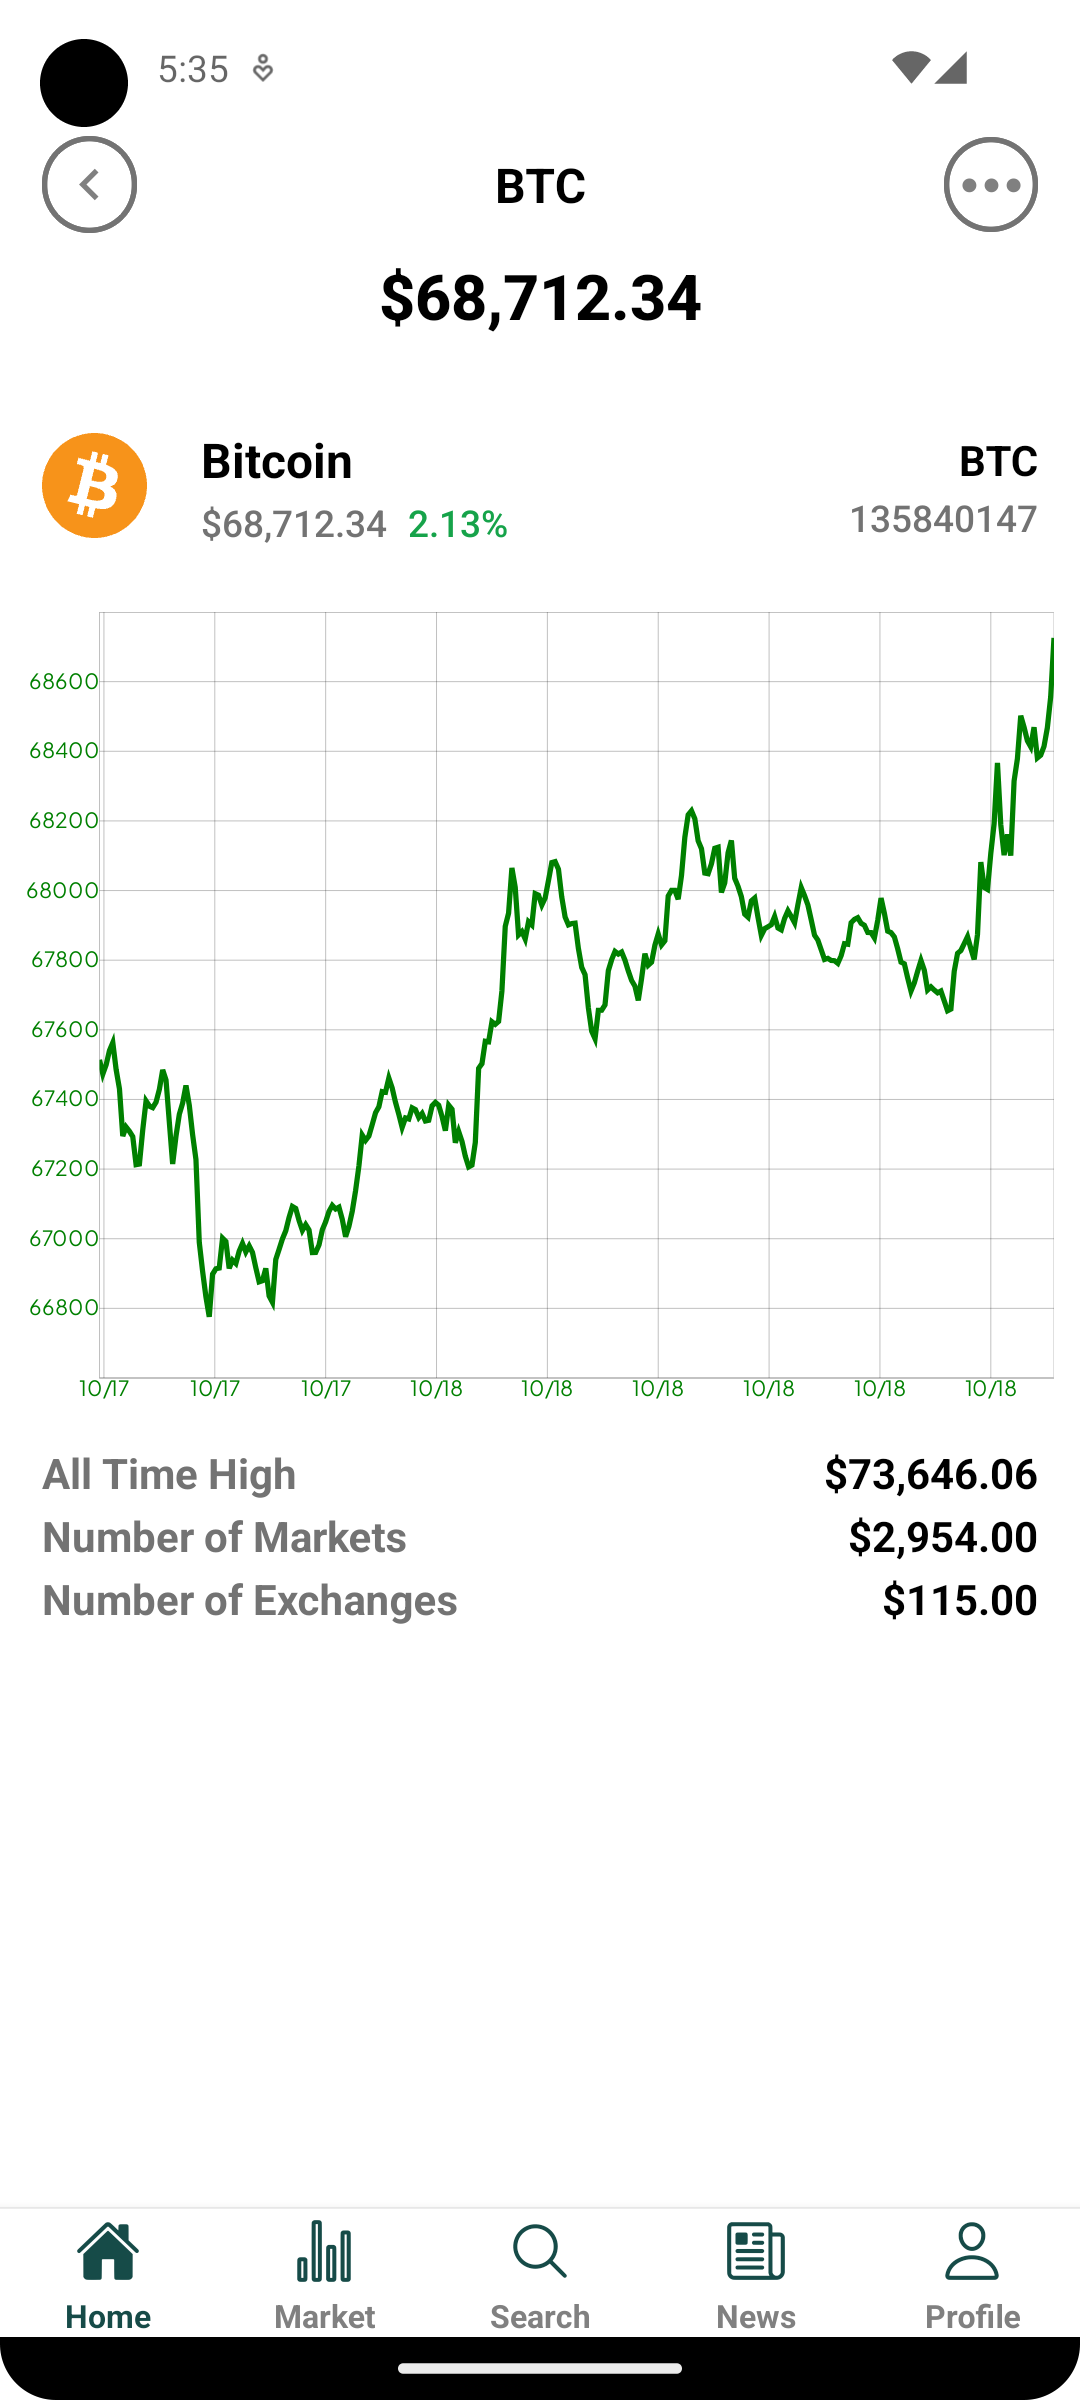 5:35
BTC
$68,712.34
Bitcoin
BTC
$68,712.34 2.13%
135840147
68600
68400
68200
68000
67800
67600
67400
67200
67000
66800
10/17 10/17 10/17 10/18 10/18 10/18 10/18 10/18 10/18
All Time High $73,646.06
Number of Markets $2,954.00
Number of Exchanges $115.00
Home Market Search News Profile